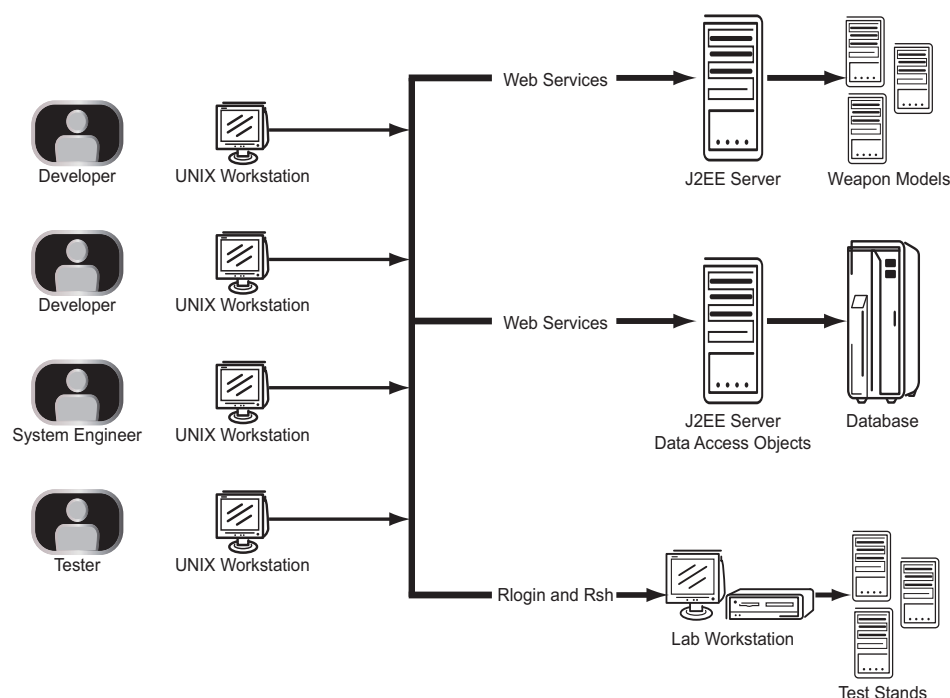 Web Services
J2EE Server
Weapon Models
Developer
UNIX Workstation
Developer
UNIX Workstation
Web Services
J2EE Server
Data Access Objects
Database
System Engineer
UNIX Workstation
Tester
UNIX Workstation
Rlogin and Rsh
Lab Workstation
Test Stands